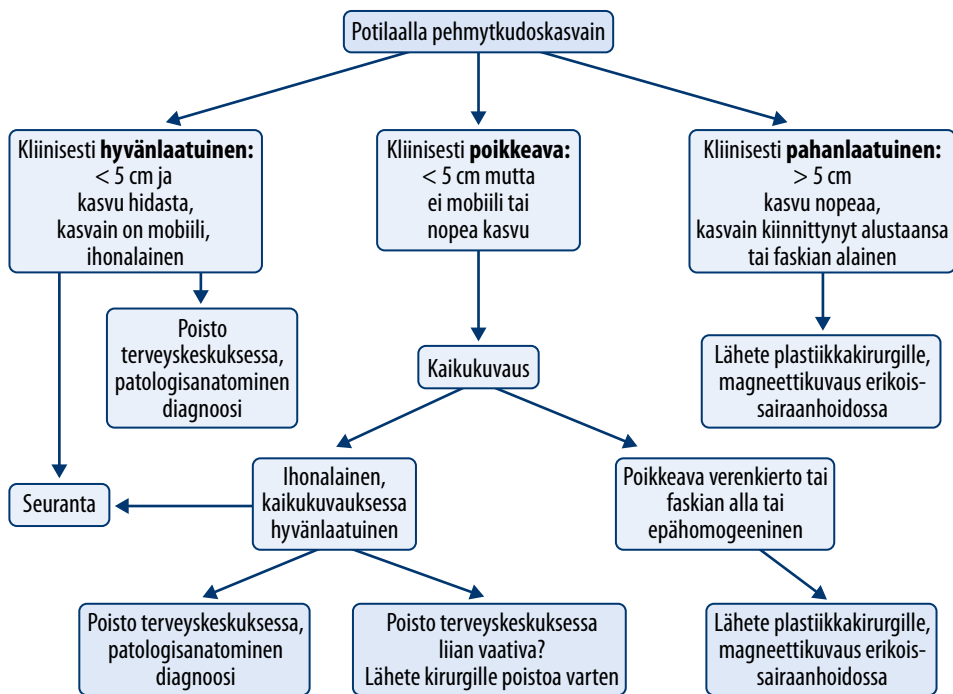 Potilaalla pehmytkudoskasvain
Kliinisesti hyvänlaatuinen:
< 5 cm ja
kasvu hidasta,
kasvain on mobiili,
ihonalainen
Kliinisesti poikkeava:
< 5 cm mutta
ei mobiili tai
nopea kasvu
Kliinisesti pahanlaatuinen:
> 5 cm
kasvu nopeaa,
kasvain kiinnittynyt alustaansa
tai faskian alainen
Poisto
terveyskeskuksessa,
patologisanatominen
diagnoosi
Kaikukuvaus
Lähete plastiikkakirurgille,
magneettikuvaus erikois-
sairaanhoidossa
Seuranta
Ihonalainen,
kaikukuvauksessa
hyvänlaatuinen
Poikkeava verenkierto tai
faskian alla tai
epähomogeeninen
Poisto terveyskeskuksessa,
patologisanatominen
diagnoosi
Poisto terveyskeskuksessa
liian vaativa?
Lähete kirurgille poistoa varten
Lähete plastiikkakirurgille,
magneettikuvaus erikois-
sairaanhoidossa